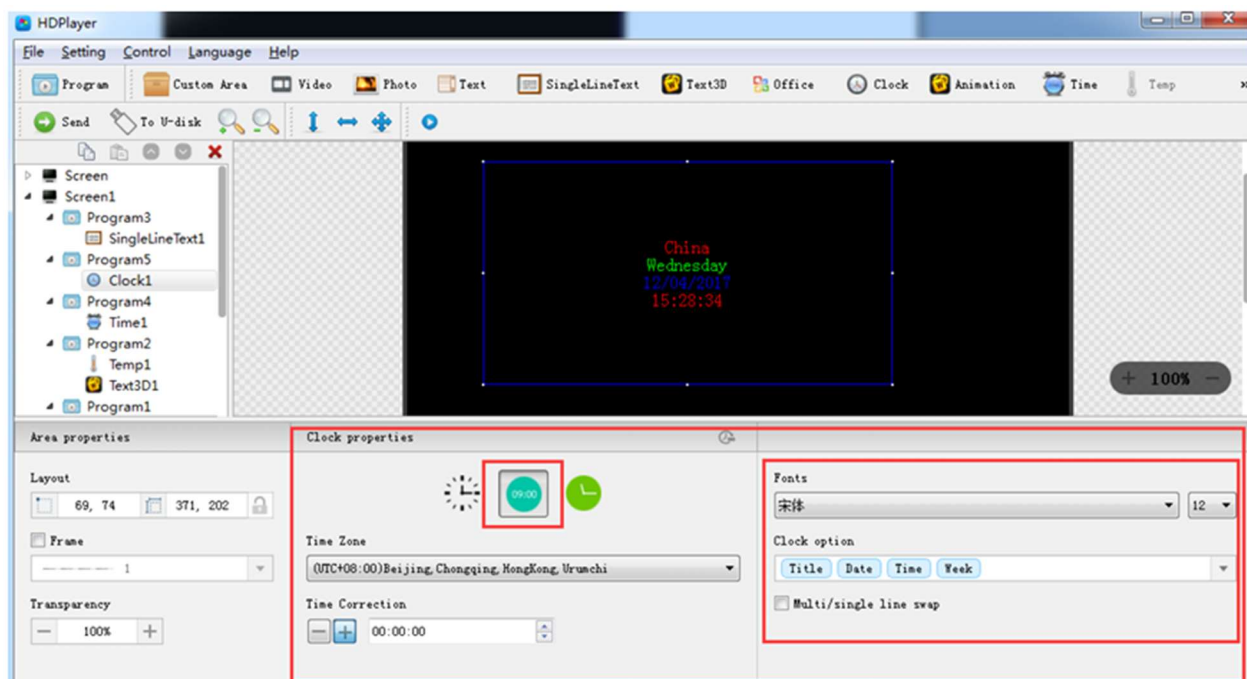 HDPlayer
File Setting Control Language Help
Program Custom Area Video Photo Text SingleLineText Text3D Office Clock Animation Time Temp »
Send To U-disk
Screen
Screen1
Program3
SingleLineText1
Program5
Clock1
Program4
Time1
Program2
Temp1
Text3D1
Program1
China
Wednesday
12/04/2017
15:28:34
+ 100% -
Area properties
Layout
69, 74 371, 202
Frame
1
Transparency
- 100% +
Clock properties
09:00
Time Zone
(UTC+08:00)Beijing,Chongqing,HongKong,Urumchi
Time Correction
- + 00:00:00
Fonts
宋体 12
Clock option
Title Date Time Week
Multi/single line swap